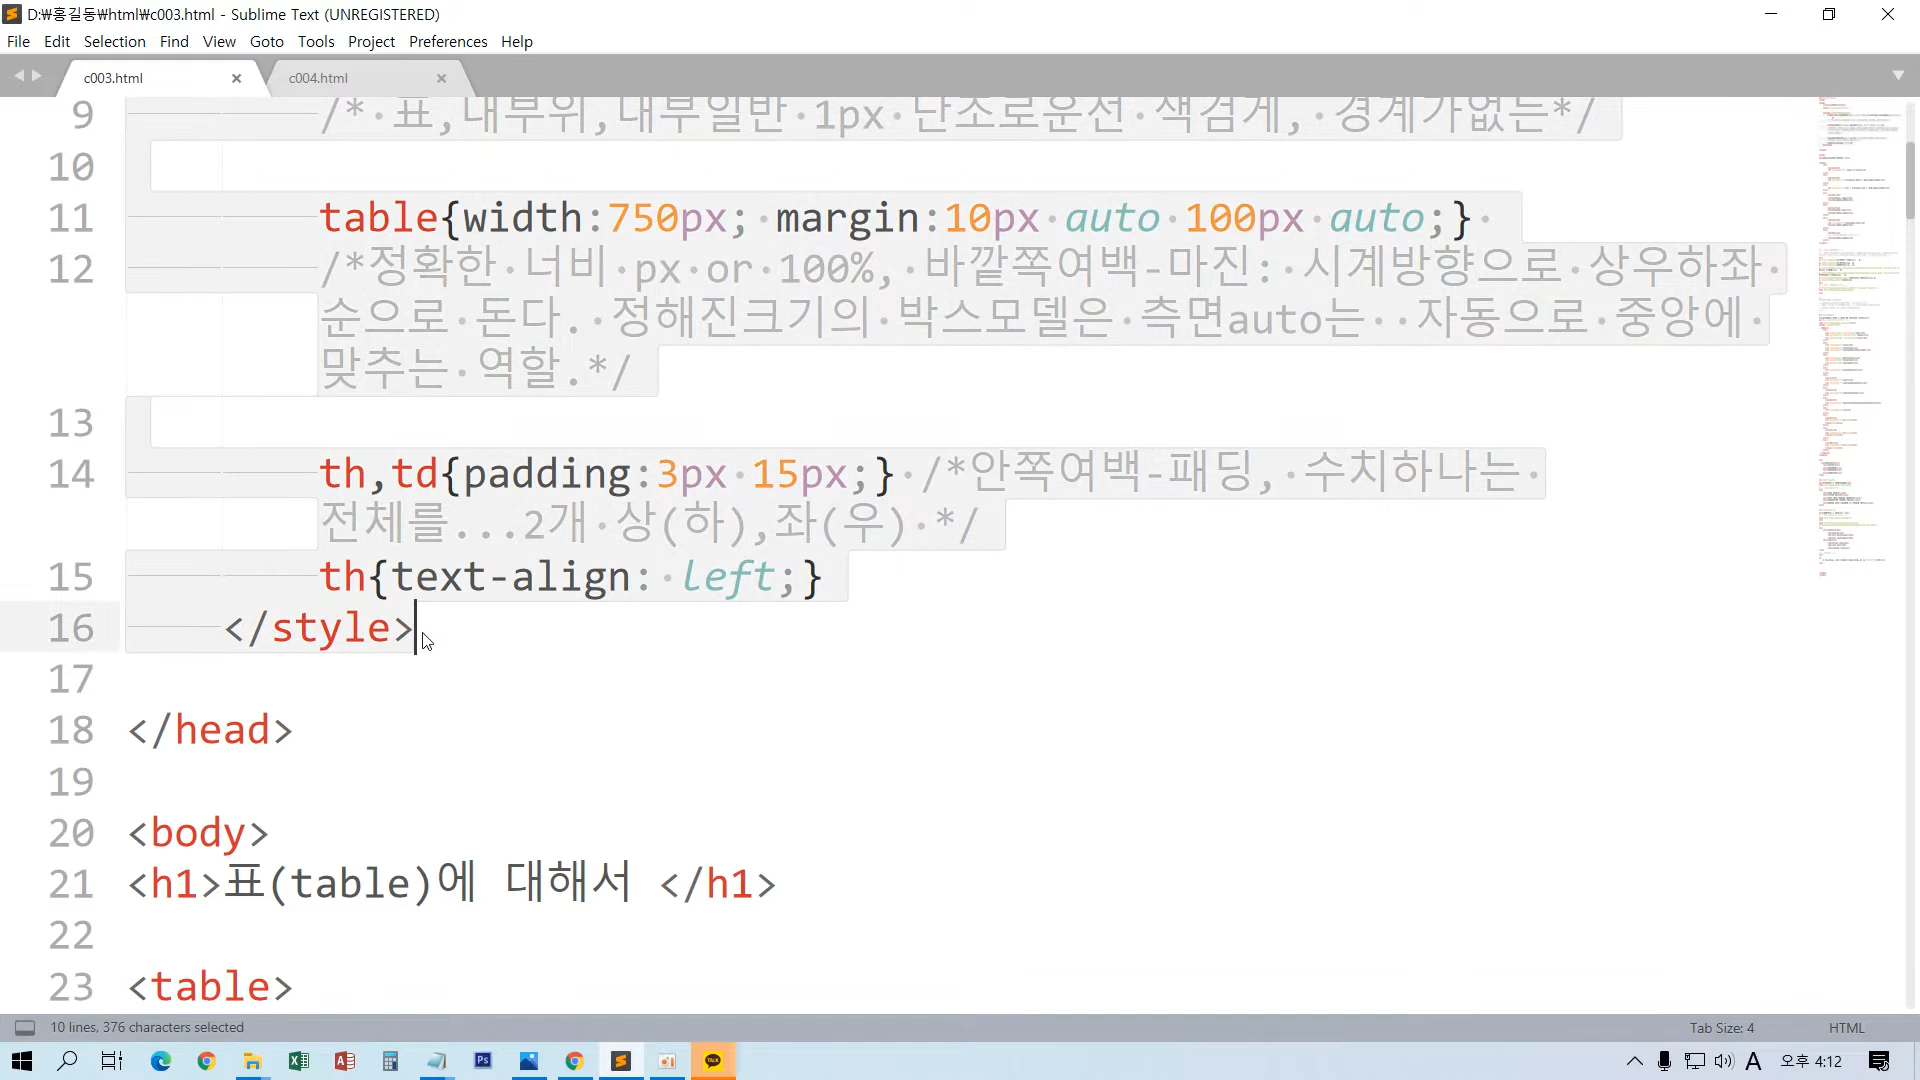 D:\홍길동\html\c003.html - Sublime Text (UNREGISTERED)
File Edit Selection Find View Goto Tools Project Preferences Help
c003.html c004.html
9 /* 표,내부위,내부일반 1px 단조로운선 색검게, 경계가없는*/
10
11 table{width:750px; margin:10px auto 100px auto;}
12 /*정확한 너비 px or 100%, 바깥쪽여백-마진: 시계방향으로 상우하좌
순으로 돈다. 정해진크기의 박스모델은 측면auto는  자동으로 중앙에
맞추는 역할.*/
13
14 th,td{padding:3px 15px;} /*안쪽여백-패딩, 수치하나는
전체를...2개 상(하),좌(우) */
15 th{text-align: left;}
16 </style>
17
18 </head>
19
20 <body>
21 <h1>표(table)에 대해서 </h1>
22
23 <table>
10 lines, 376 characters selected Tab Size: 4 HTML
A 오후 4:12